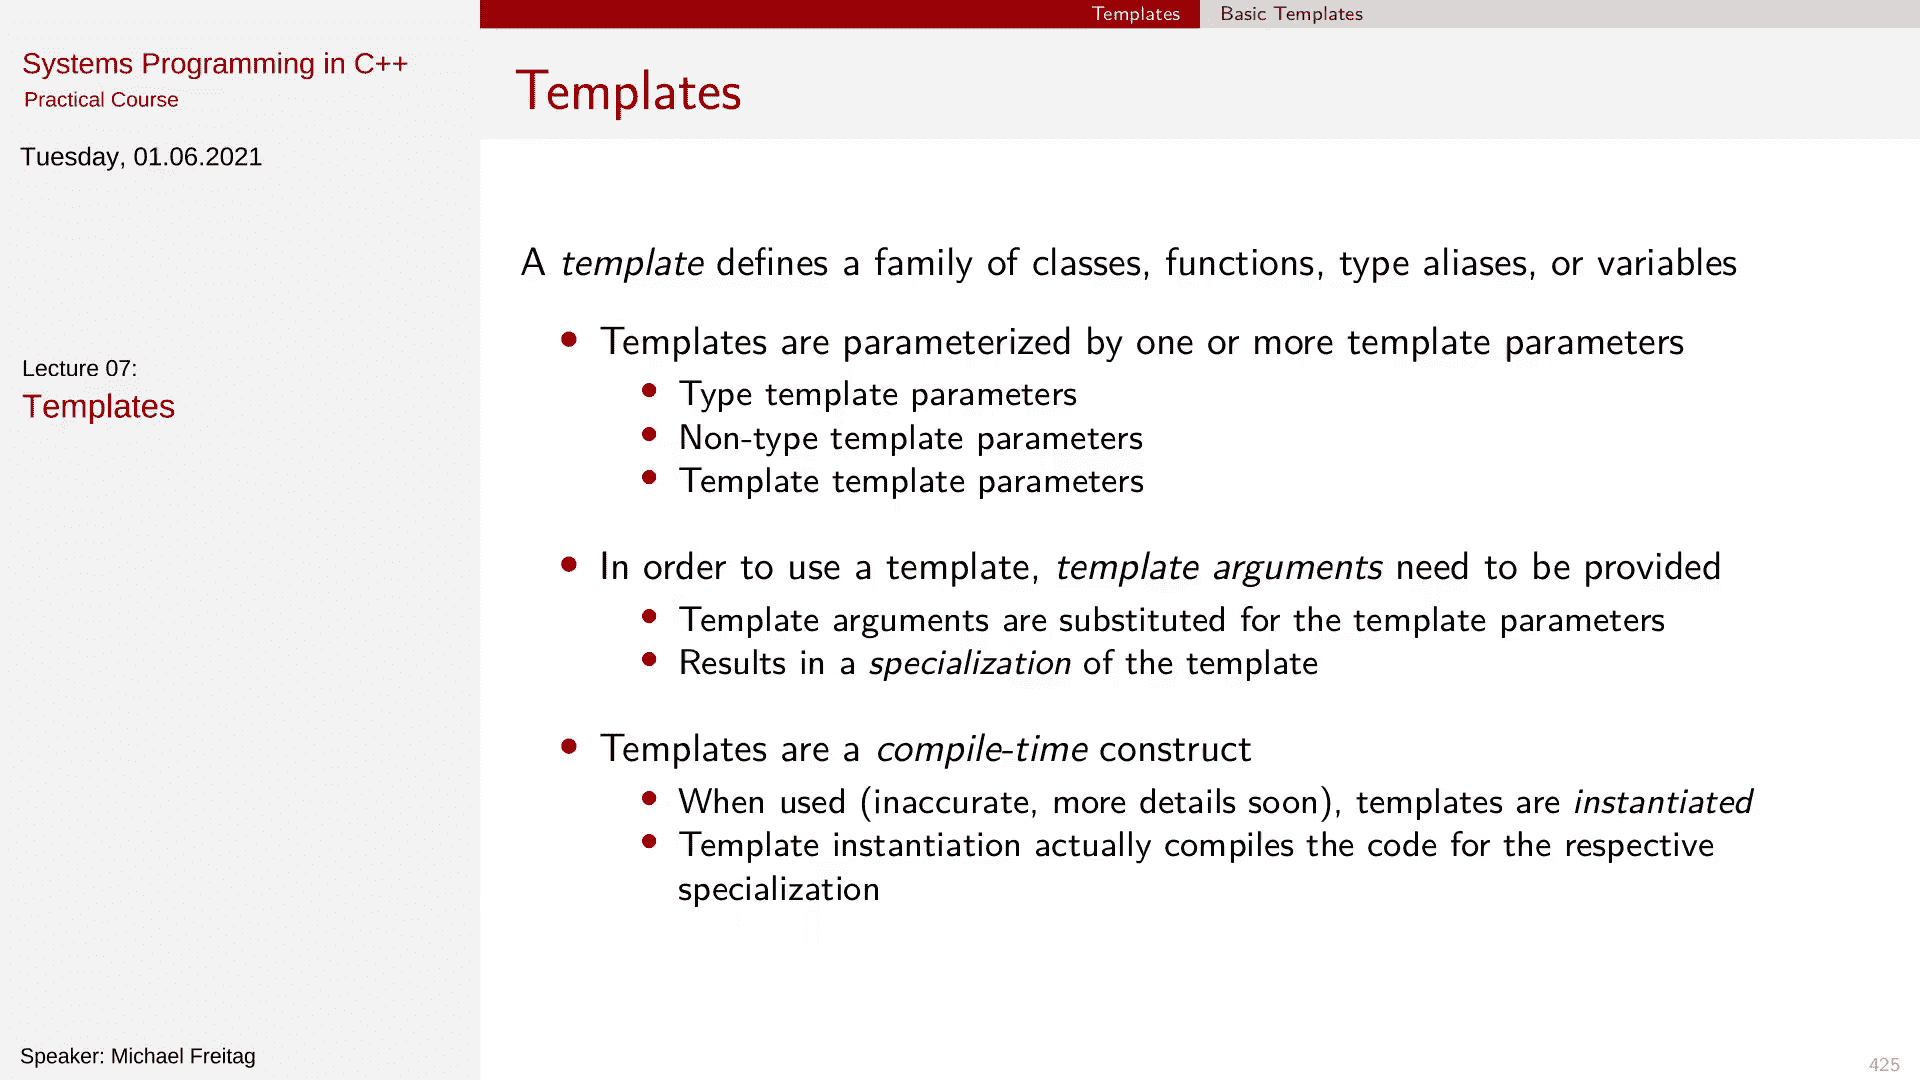 Templates Basic Templates
Systems Programming in C++
Practical Course
Tuesday, 01.06.2021
Lecture 07:
Templates
Speaker: Michael Freitag
Templates
A template defines a family of classes, functions, type aliases, or variables
• Templates are parameterized by one or more template parameters
• Type template parameters
• Non-type template parameters
• Template template parameters
• In order to use a template, template arguments need to be provided
• Template arguments are substituted for the template parameters
• Results in a specialization of the template
• Templates are a compile-time construct
• When used (inaccurate, more details soon), templates are instantiated
• Template instantiation actually compiles the code for the respective
specialization
425